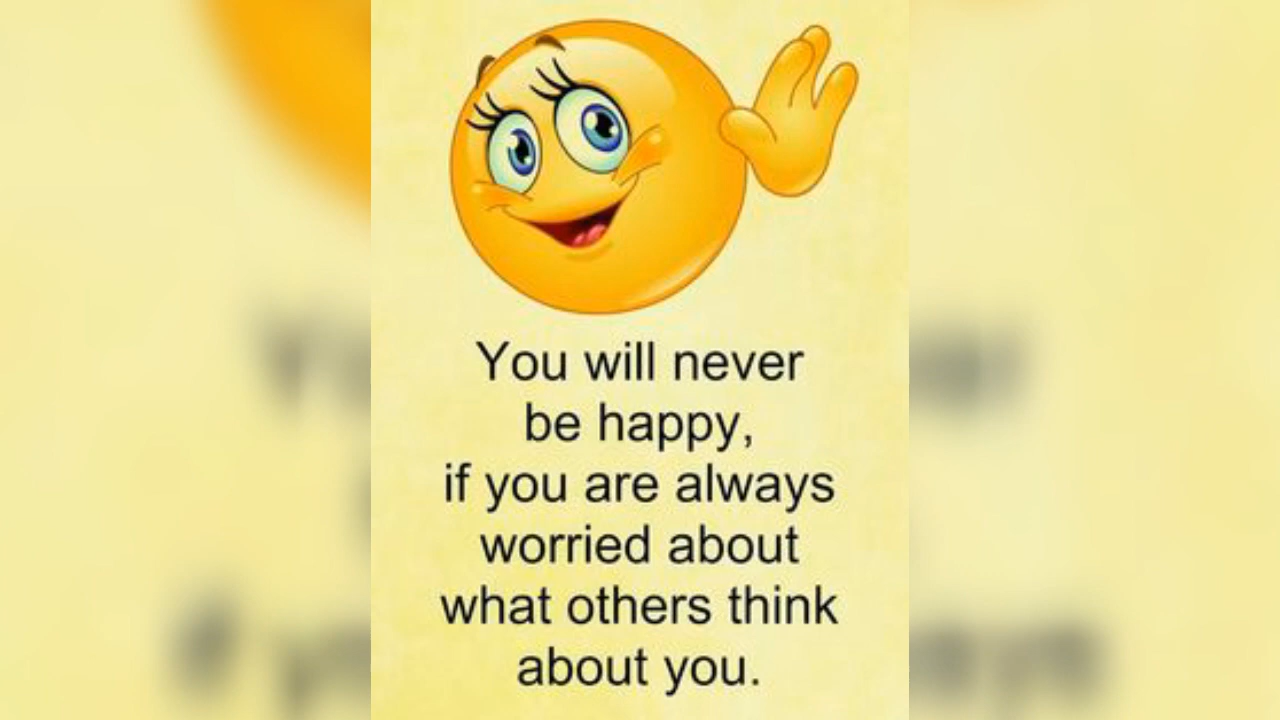 You will never
be happy,
if you are always
worried about
what others think
about you.